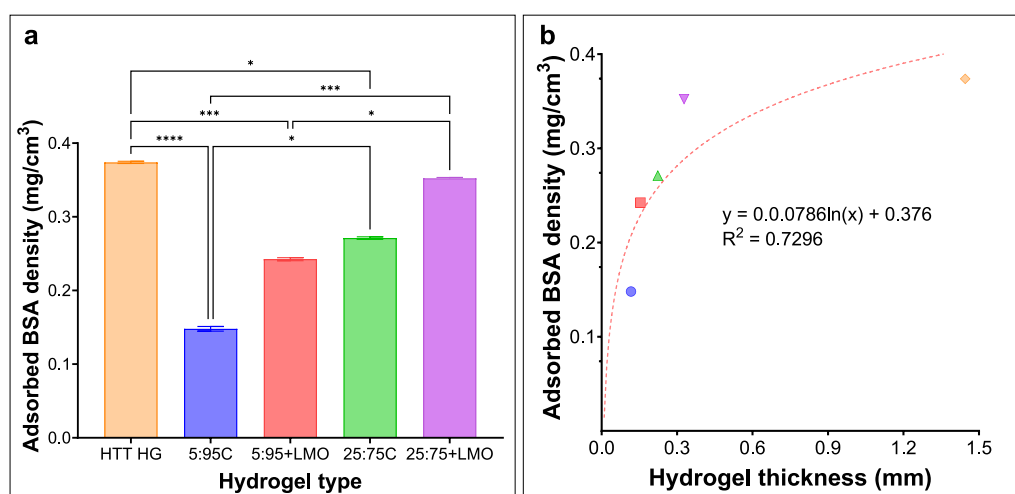 a
Adsorbed BSA density (mg/cm³)
0.4
0.3
0.2
0.1
0.0
*
***
***
*
****
*
HTT HG 5:95C 5:95+LMO 25:75C 25:75+LMO
Hydrogel type
b
Adsorbed BSA density (mg/cm³)
0.4
0.3
0.2
0.1
y = 0.0.0786ln(x) + 0.376
R² = 0.7296
0.0 0.3 0.6 0.9 1.2 1.5
Hydrogel thickness (mm)